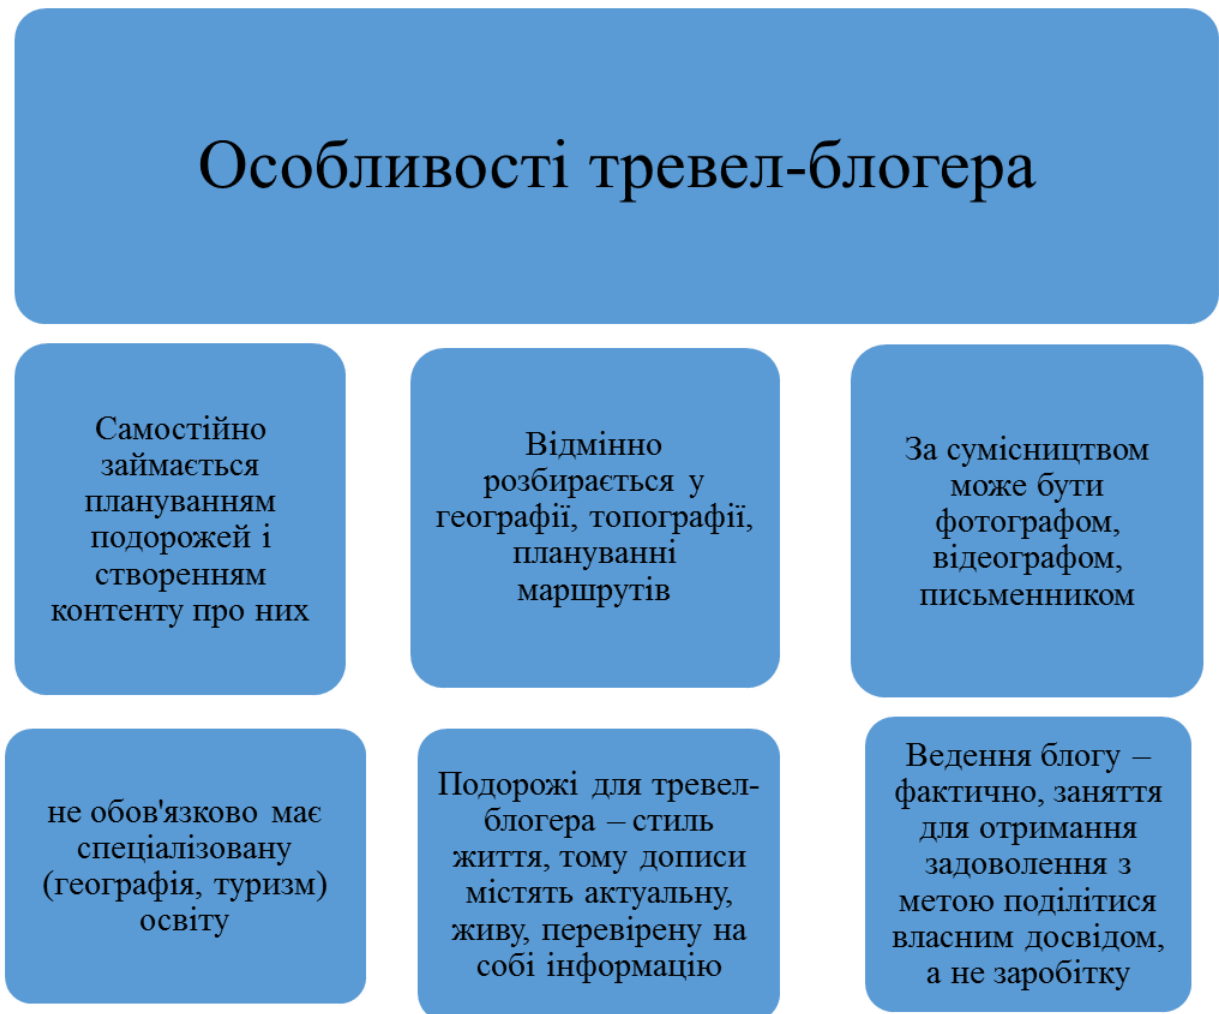 Особливості тревел-блогера
Самостійно
займається
плануванням
подорожей і
створенням
контенту про них
Відмінно
розбирається у
географії, топографії,
плануванні
маршрутів
За сумісництвом
може бути
фотографом,
відеографом,
письменником
не обов'язково має
спеціалізовану
(географія, туризм)
освіту
Подорожі для тревел-
блогера – стиль
життя, тому дописи
містять актуальну,
живу, перевірену на
собі інформацію
Ведення блогу –
фактично, заняття
для отримання
задоволення з
метою поділітися
власним досвідом,
а не заробітку